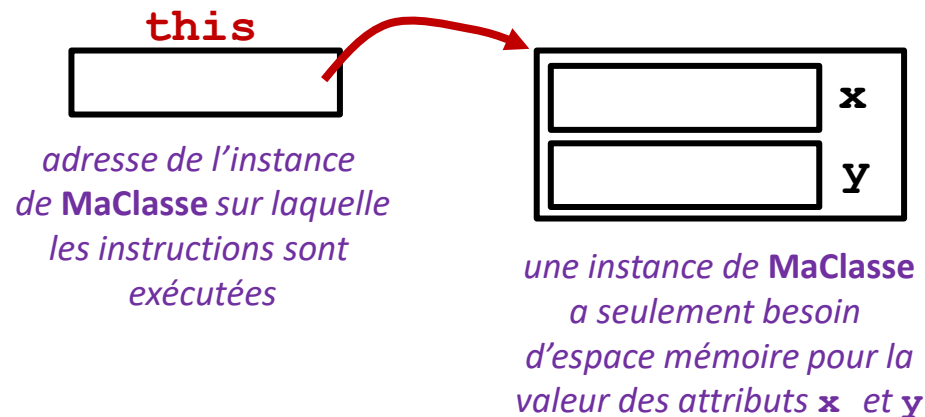 this
x
y
adresse de l’instance
de MaClasse sur laquelle
les instructions sont
exécutées
une instance de MaClasse
a seulement besoin
d’espace mémoire pour la
valeur des attributs x et y